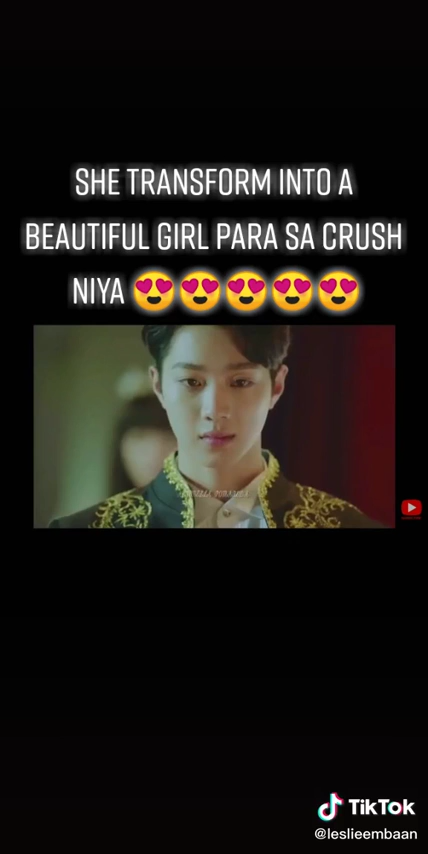 SHE TRANSFORM INTO A
BEAUTIFUL GIRL PARA SA CRUSH
NIYA 😍😍😍😍😍
TikTok
@leslieembaan